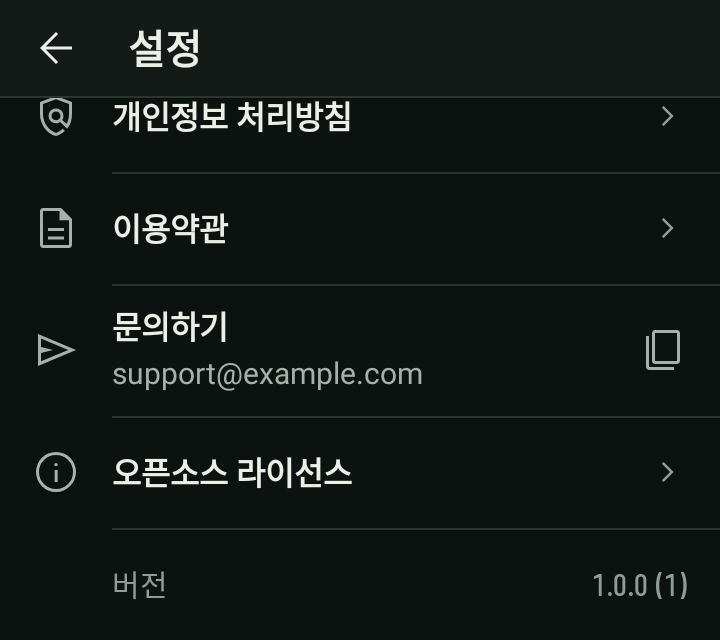 설정
개인정보 처리방침
이용약관
문의하기
support@example.com
오픈소스 라이선스
버전 1.0.0 (1)